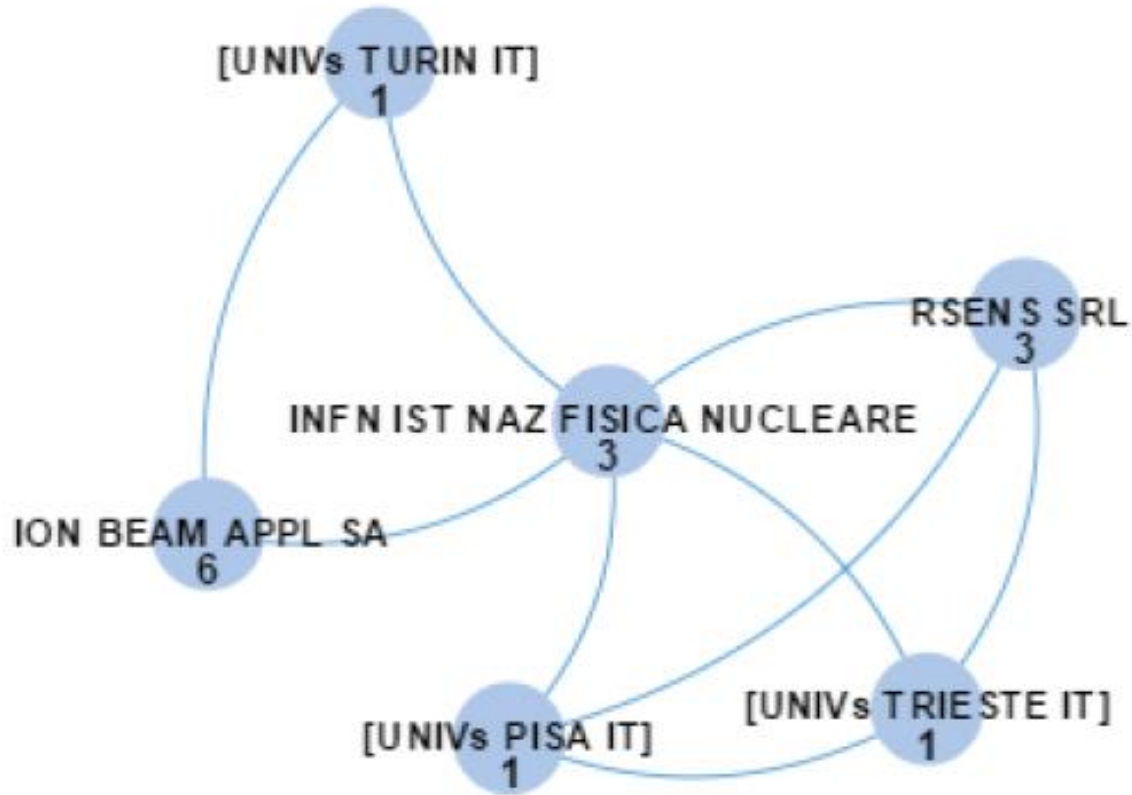 [UNIVs TURIN IT]
1
RSENS SRL
3
INFN IST NAZ FISICA NUCLEARE
3
ION BEAM APPL SA
6
[UNIVs TRIESTE IT]
1
[UNIVs PISA IT]
1